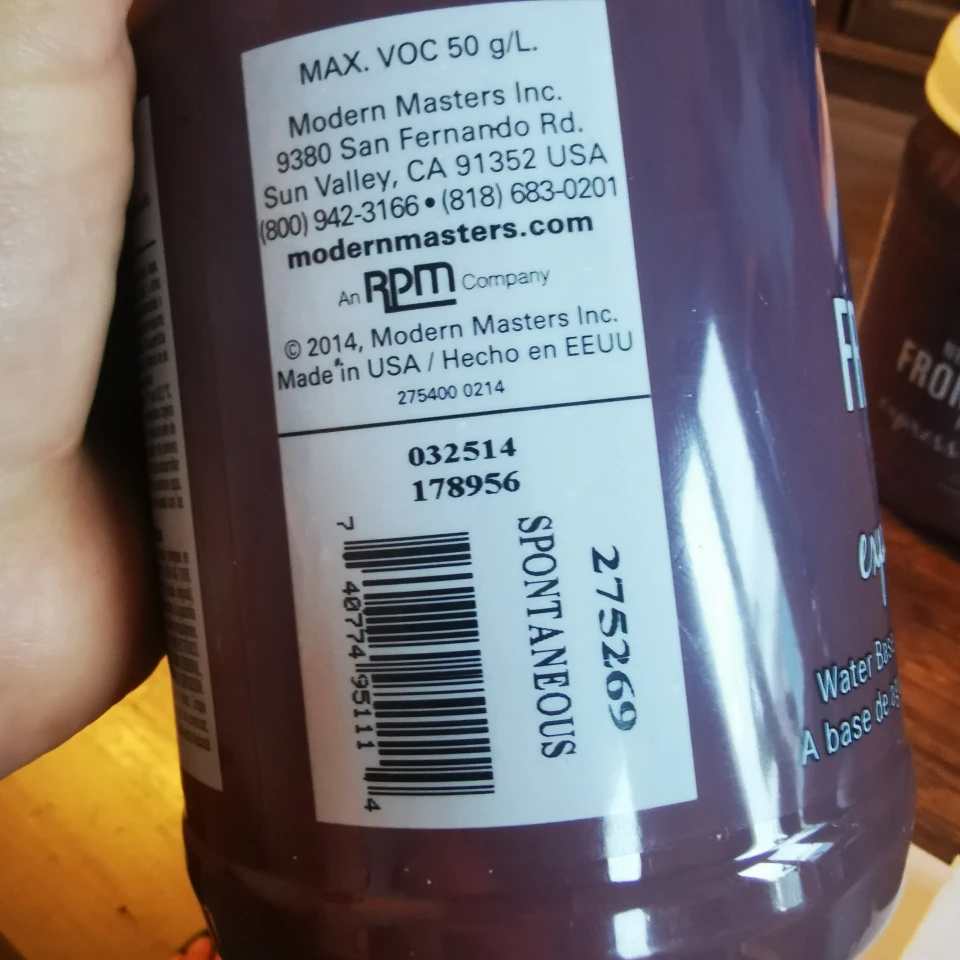 MAX. VOC 50 g/L.
Modern Masters Inc.
9380 San Fernando Rd.
Sun Valley, CA 91352 USA
(800) 942-3166 • (818) 683-0201
modernmasters.com
An RPM Company
© 2014, Modern Masters Inc.
Made in USA / Hecho en EEUU
275400 0214
032514
178956
7 40774 95111 4
SPONTANEOUS
275269
Water Base
A base de